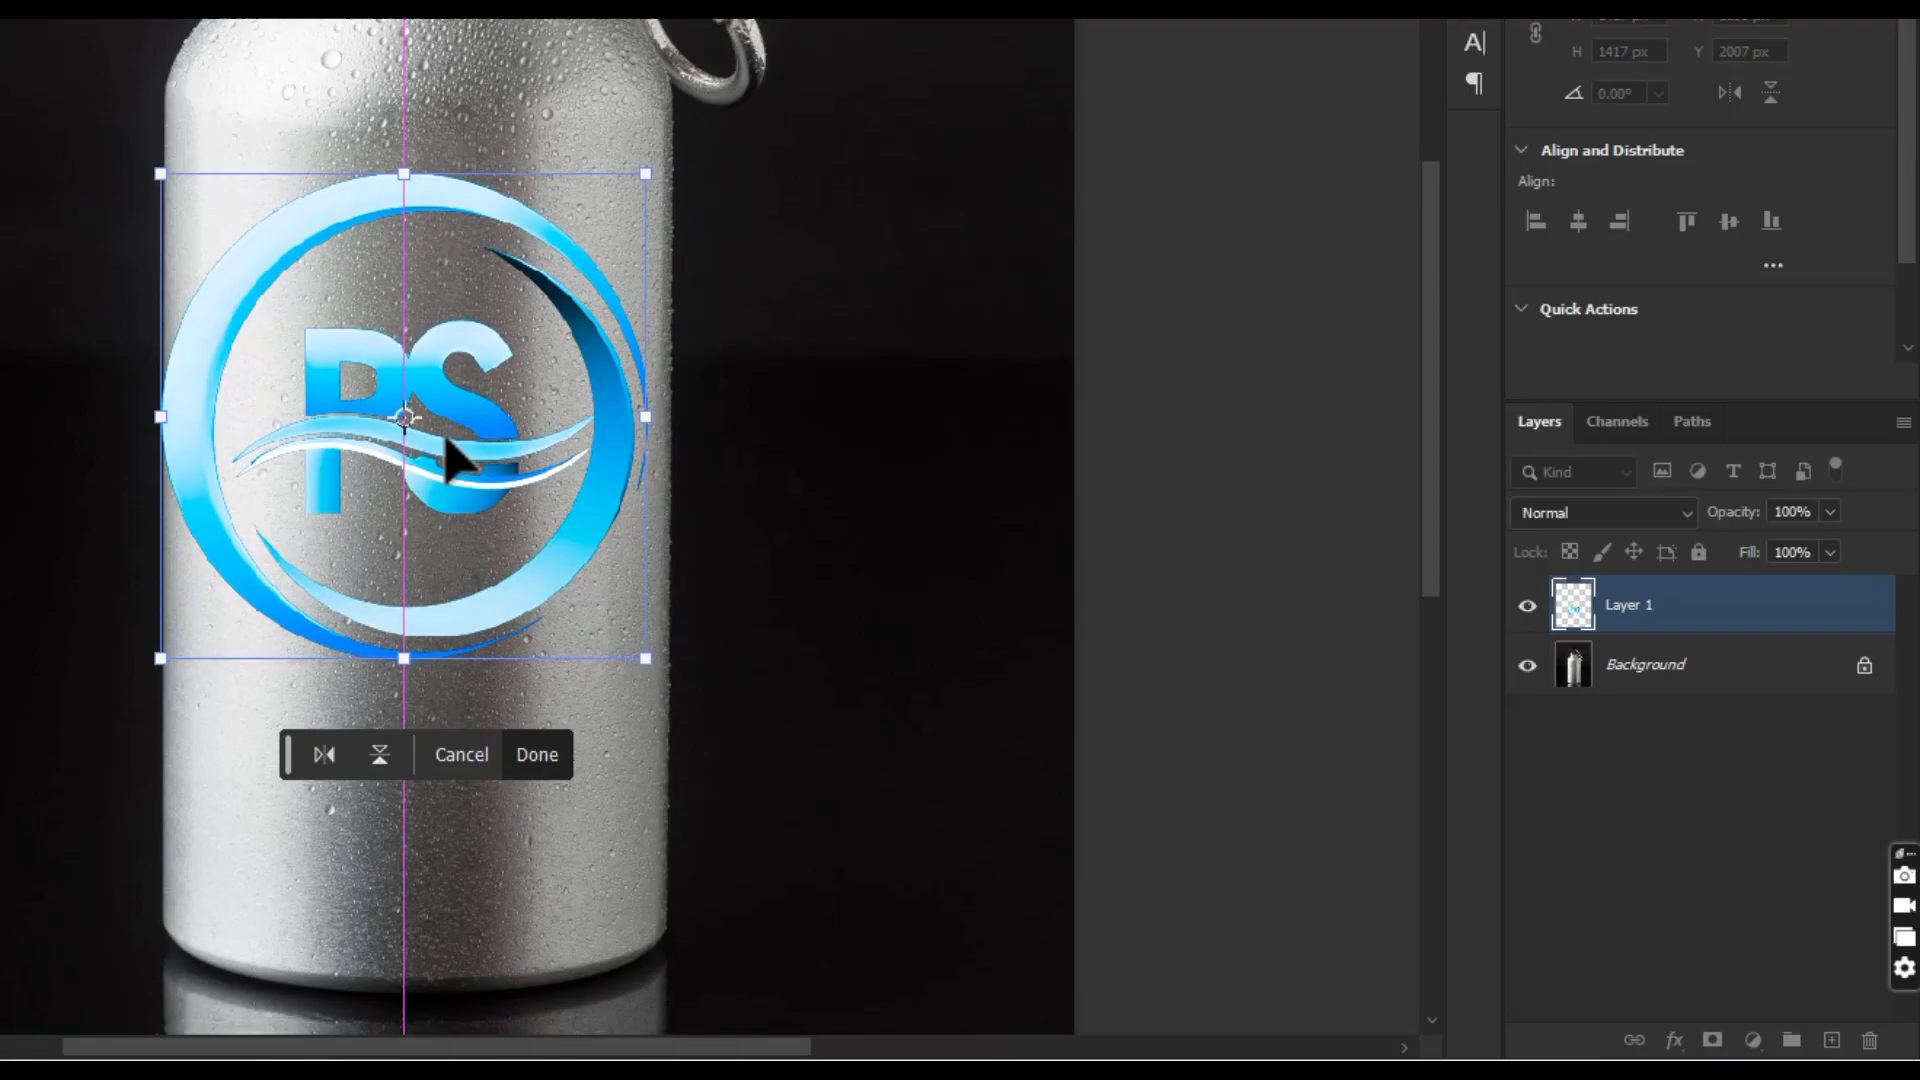 A|
H 1417 px Y 2007 px
0.00°
Align and Distribute
Align:
Quick Actions
PS
Layers Channels Paths
Kind
Normal Opacity: 100%
Lock: Fill: 100%
Layer 1
Background
Cancel Done
fx